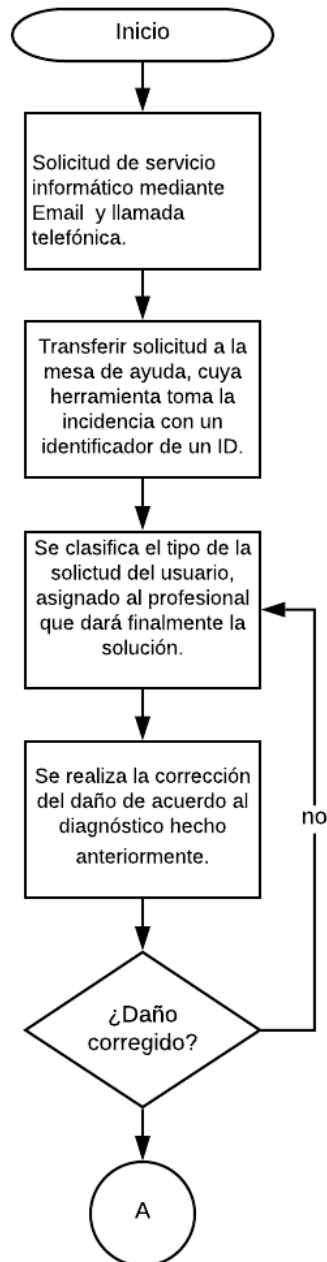 Inicio
Solicitud de servicio
informático mediante
Email y llamada
telefónica.
Transferir solicitud a la
mesa de ayuda, cuya
herramienta toma la
incidencia con un
identificador de un ID.
Se clasifica el tipo de la
solictud del usuario,
asignado al profesional
que dará finalmente la
solución.
Se realiza la corrección
del daño de acuerdo al
diagnóstico hecho
anteriormente.
no
¿Daño
corregido?
A